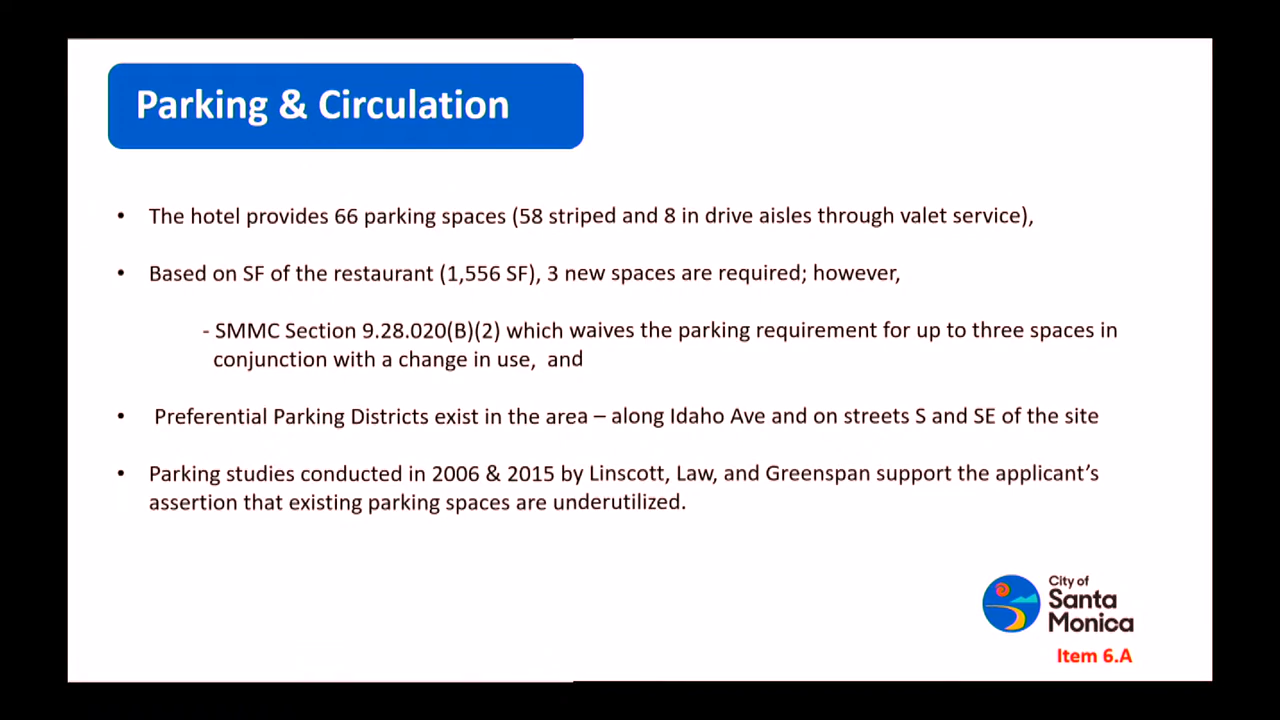 Parking & Circulation
• The hotel provides 66 parking spaces (58 striped and 8 in drive aisles through valet service),
• Based on SF of the restaurant (1,556 SF), 3 new spaces are required; however,
- SMMC Section 9.28.020(B)(2) which waives the parking requirement for up to three spaces in
conjunction with a change in use, and
• Preferential Parking Districts exist in the area – along Idaho Ave and on streets S and SE of the site
• Parking studies conducted in 2006 & 2015 by Linscott, Law, and Greenspan support the applicant’s
assertion that existing parking spaces are underutilized.
City of
Santa
Monica
Item 6.A